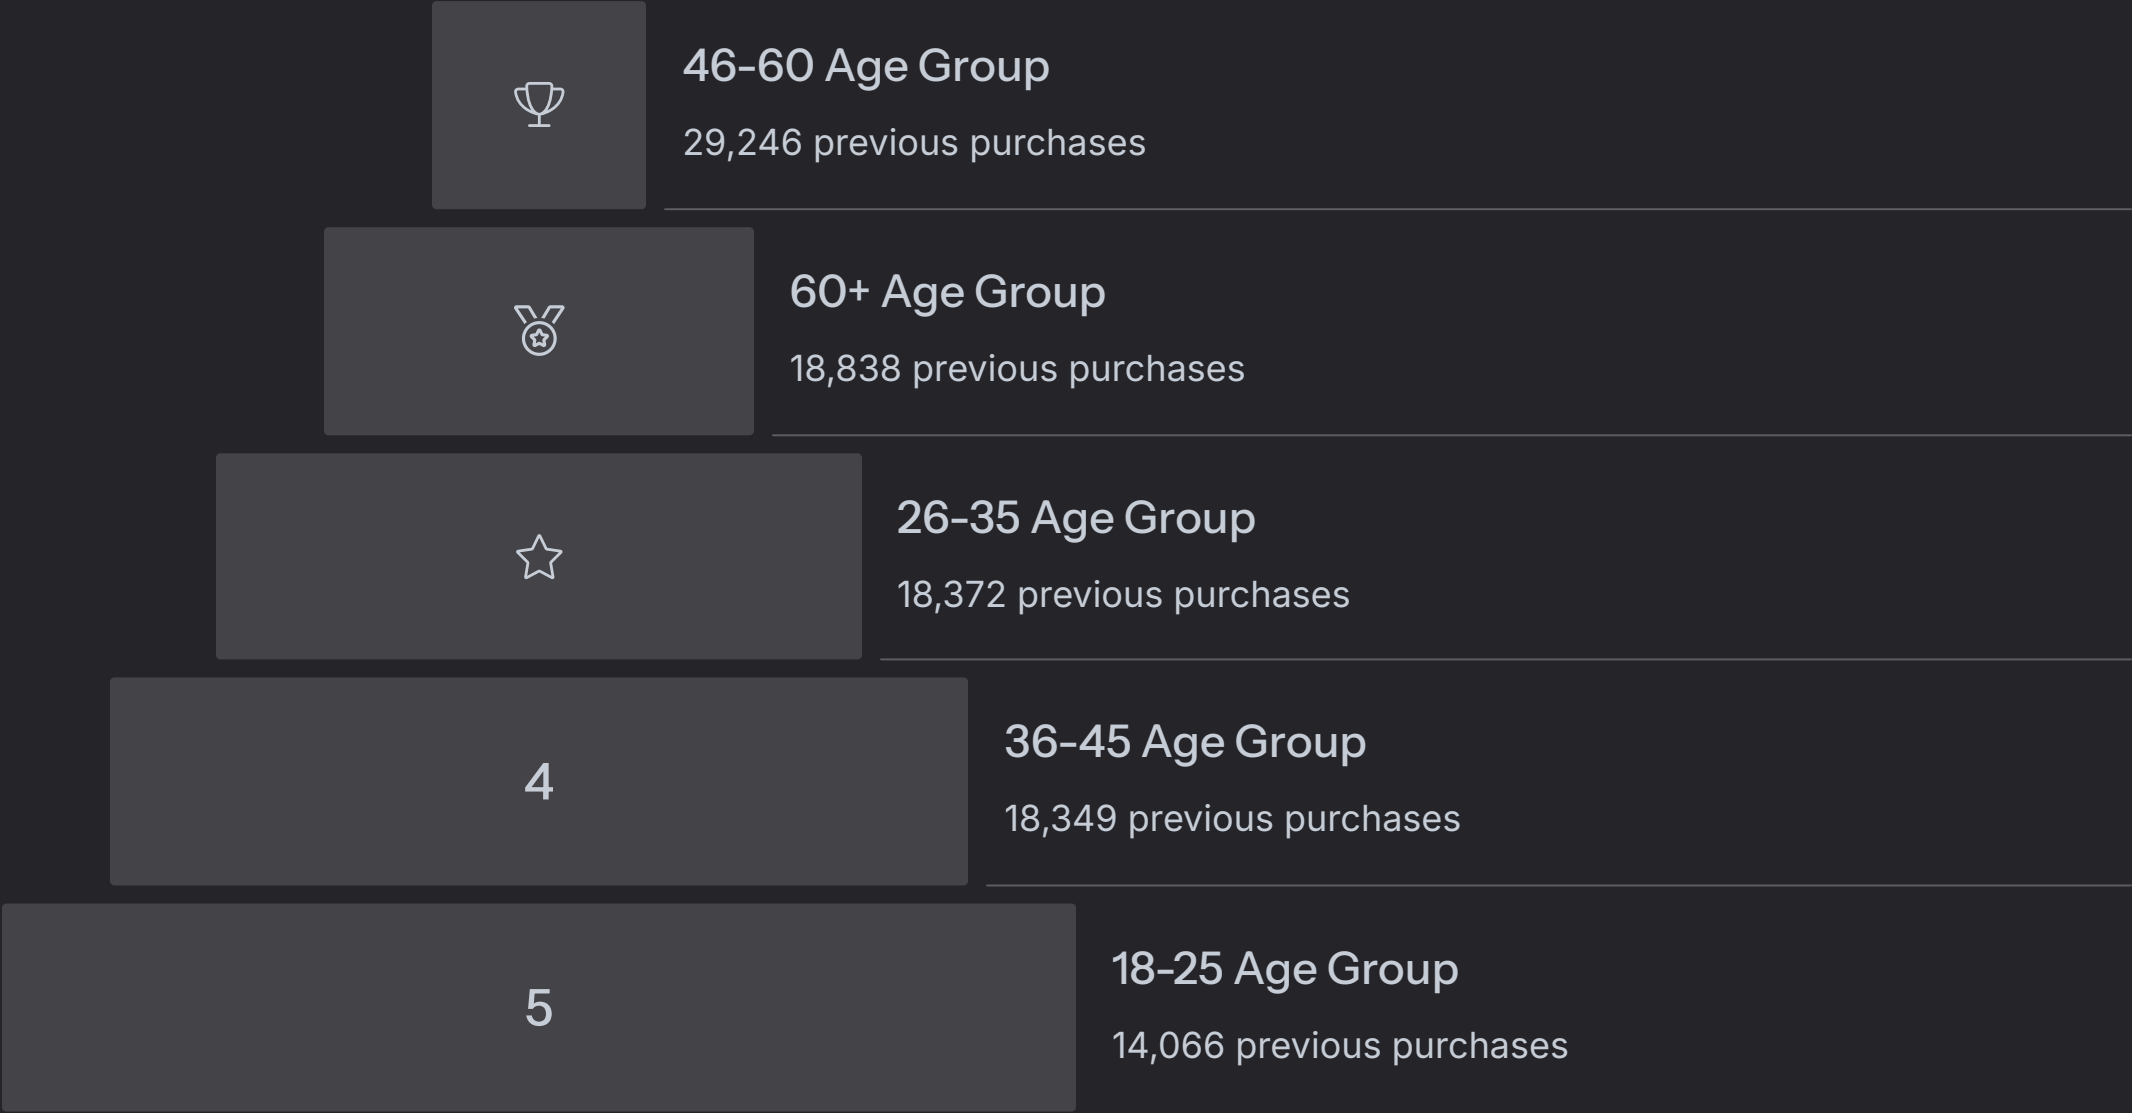 46-60 Age Group
29,246 previous purchases
60+ Age Group
18,838 previous purchases
26-35 Age Group
18,372 previous purchases
4
36-45 Age Group
18,349 previous purchases
5
18-25 Age Group
14,066 previous purchases